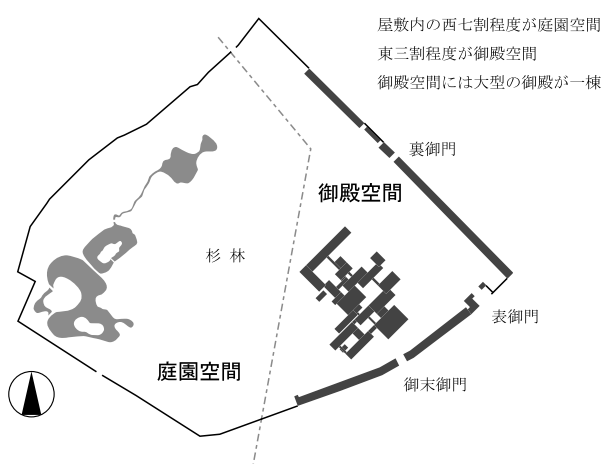 屋敷内の西七割程度が庭園空間
東三割程度が御殿空間
御殿空間には大型の御殿が一棟
裏御門
御殿空間
杉林
表御門
庭園空間
御末御門